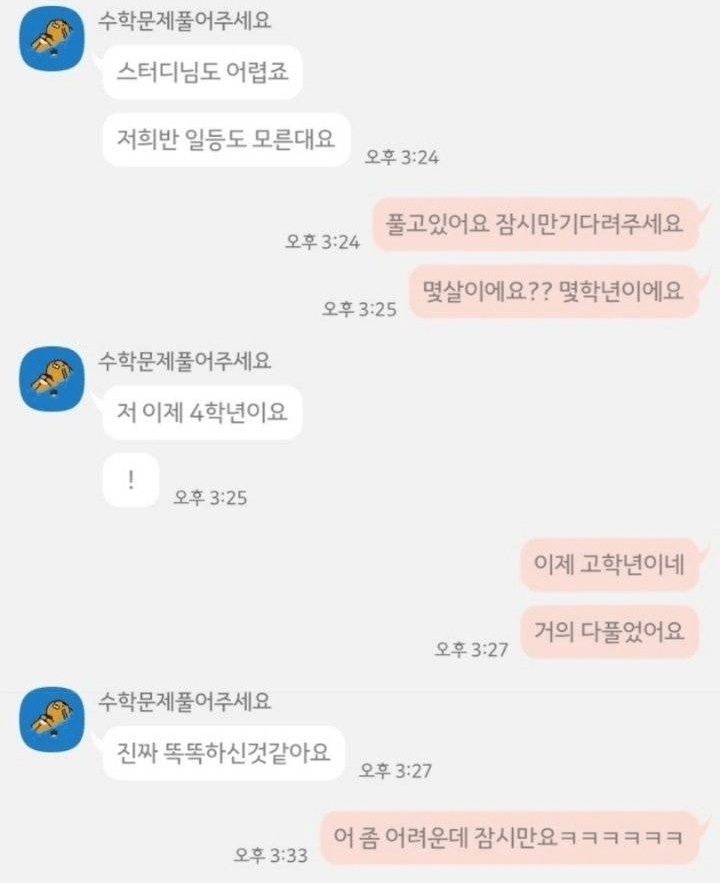 수학문제풀어주세요
스터디님도 어렵죠
저희반 일등도 모른대요
오후 3:24
풀고있어요 잠시만기다려주세요
오후 3:24
몇살이에요?? 몇학년이에요
오후 3:25
수학문제풀어주세요
저 이제 4학년이요
!
오후 3:25
이제 고학년이네
거의 다풀었어요
오후 3:27
수학문제풀어주세요
진짜 똑똑하신것같아요
오후 3:27
어 좀 어려운데 잠시만요ㅋㅋㅋㅋㅋㅋ
오후 3:33